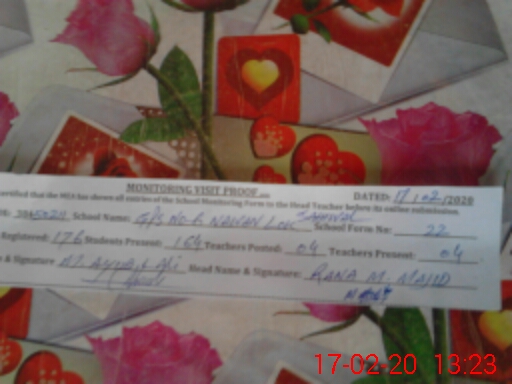 MONITORING VISIT PROOF DATED: 17/02/2020
certified that the MEA has shown all entries of the School Monitoring Form to the Head Teacher before its online submission.
School Name: G/S No. 6 NAWAN LOK School Form No: 22
Registered: 176 Students Present: 164 Teachers Posted: 04 Teachers Present: 04
& Signature Ali Head Name & Signature: RANA M. MAJID
17-02-20 13:23